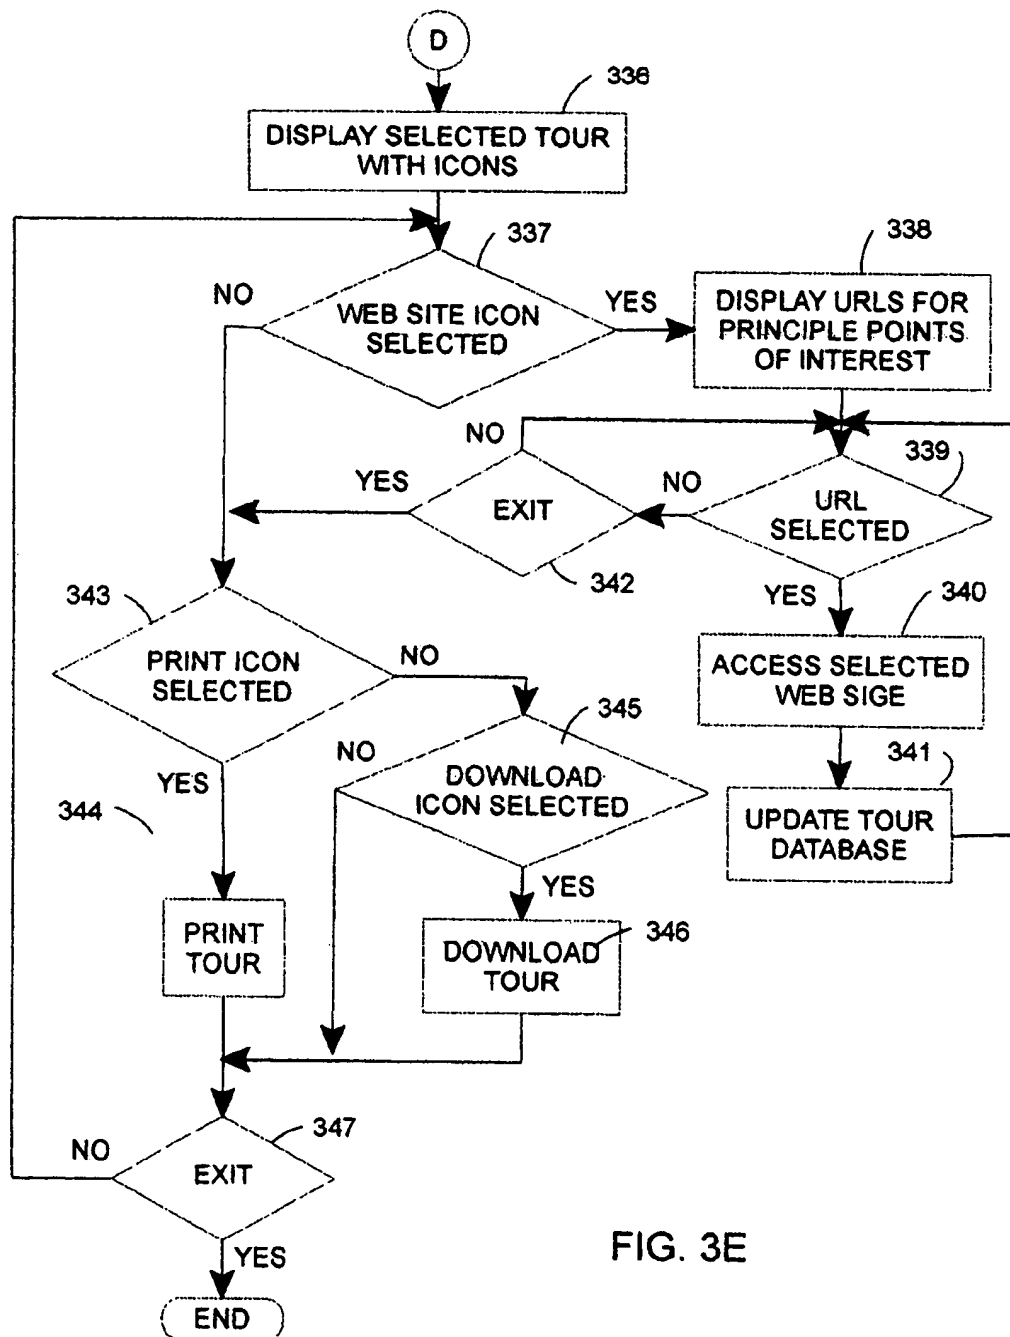 D
336
DISPLAY SELECTED TOUR
WITH ICONS
337
338
NO
WEB SITE ICON
SELECTED
YES
DISPLAY URLS FOR
PRINCIPLE POINTS
OF INTEREST
NO
339
YES
EXIT
NO
URL
SELECTED
342
343
YES
340
PRINT ICON
SELECTED
NO
ACCESS SELECTED
WEB SIGE
345
NO
341
YES
DOWNLOAD
ICON SELECTED
344
UPDATE TOUR
DATABASE
YES
PRINT
TOUR
346
DOWNLOAD
TOUR
347
NO
EXIT
YES
FIG. 3E
END